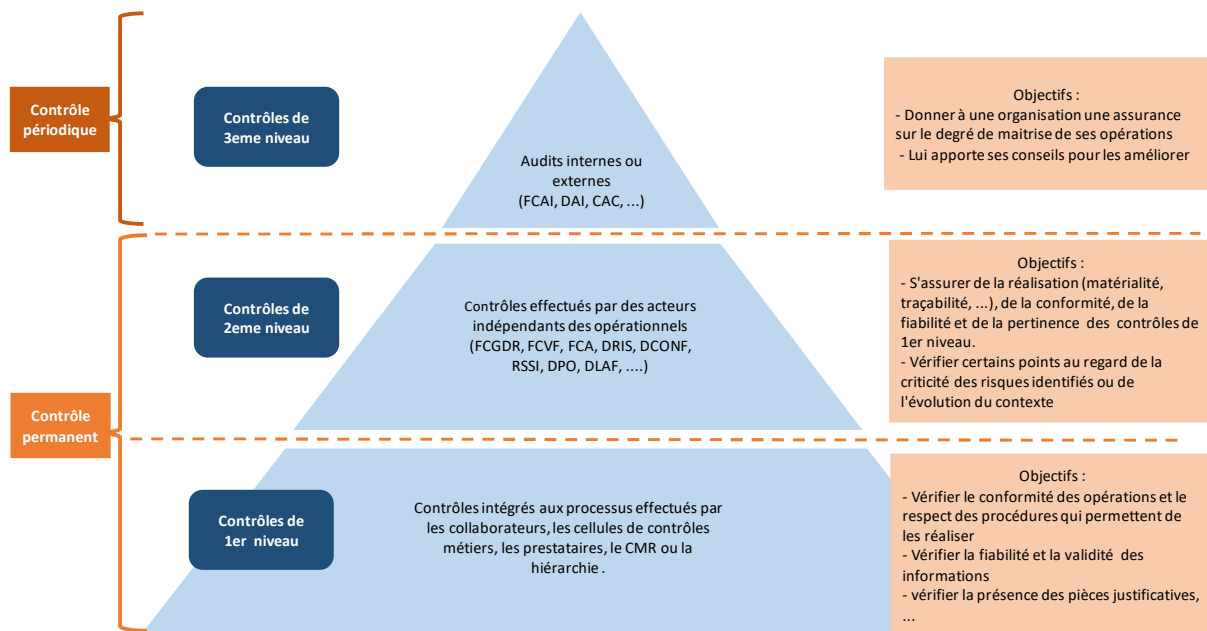 Contrôle
périodique
Contrôles de
3eme niveau
Audits internes ou
externes
(FCAI, DAI, CAC, ...)
Objectifs :
- Donner à une organisation une assurance
sur le degré de maitrise de ses opérations
- Lui apporte ses conseils pour les améliorer
Contrôle
permanent
Contrôles de
2eme niveau
Contrôles effectués par des acteurs
indépendants des opérationnels
(FCGDR, FCVF, FCA, DRIS, DCONF,
RSSI, DPO, DLAF, ....)
Objectifs :
- S'assurer de la réalisation (matérialité,
traçabilité, ...), de la conformité, de la
fiabilité et de la pertinence des contrôles de
1er niveau.
- Vérifier certains points au regard de la
criticité des risques identifiés ou de
l'évolution du contexte
Contrôles de
1er niveau
Contrôles intégrés aux processus effectués par
les collaborateurs, les cellules de contrôles
métiers, les prestataires, le CMR ou la
hiérarchie .
Objectifs :
- Vérifier le conformité des opérations et le
respect des procédures qui permettent de
les réaliser
- Vérifier la fiabilité et la validité des
informations
- vérifier la présence des pièces justificatives,
...